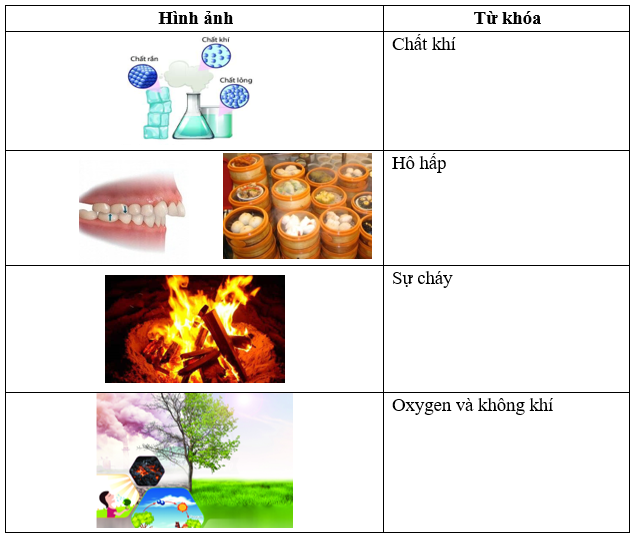 Hình ảnh
Từ khóa
Chất khí
Chất rắn
Chất lỏng
Chất khí
Hô hấp
Sự cháy
Oxygen và không khí